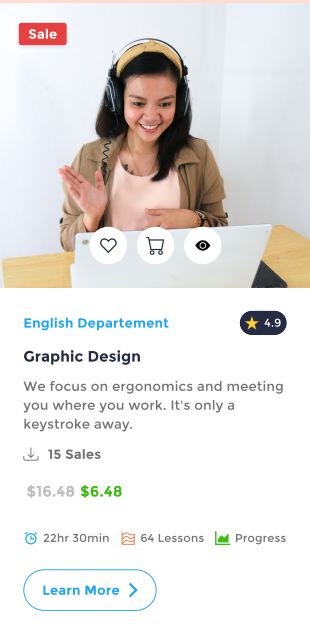 Sale
English Departement
4.9
Graphic Design
We focus on ergonomics and meeting
you where you work. It's only a
keystroke away.
15 Sales
$16.48 $6.48
22hr 30min 64 Lessons Progress
Learn More